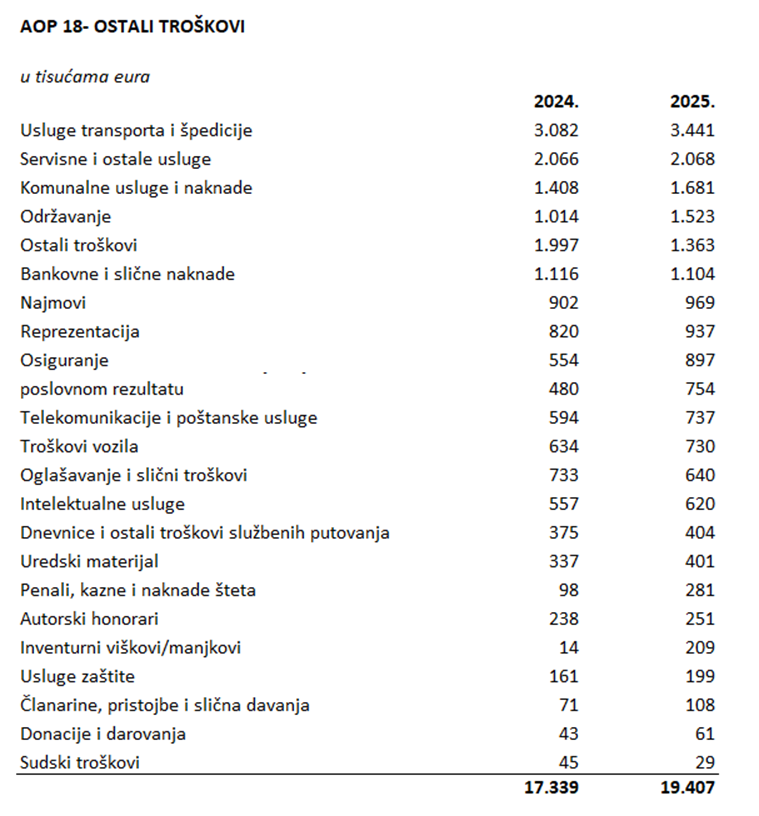 AOP 18- OSTALI TROŠKOVI
u tisućama eura
2024. 2025.
Usluge transporta i špedicije 3.082 3.441
Servisne i ostale usluge 2.066 2.068
Komunalne usluge i naknade 1.408 1.681
Održavanje 1.014 1.523
Ostali troškovi 1.997 1.363
Bankovne i slične naknade 1.116 1.104
Najmovi 902 969
Reprezentacija 820 937
Osiguranje 554 897
poslovnom rezultatu 480 754
Telekomunikacije i poštanske usluge 594 737
Troškovi vozila 634 730
Oglašavanje i slični troškovi 733 640
Intelektualne usluge 557 620
Dnevnice i ostali troškovi službenih putovanja 375 404
Uredski materijal 337 401
Penali, kazne i naknade šteta 98 281
Autorski honorari 238 251
Inventurni viškovi/manjkovi 14 209
Usluge zaštite 161 199
Članarine, pristojbe i slična davanja 71 108
Donacije i darovanja 43 61
Sudski troškovi 45 29
17.339 19.407